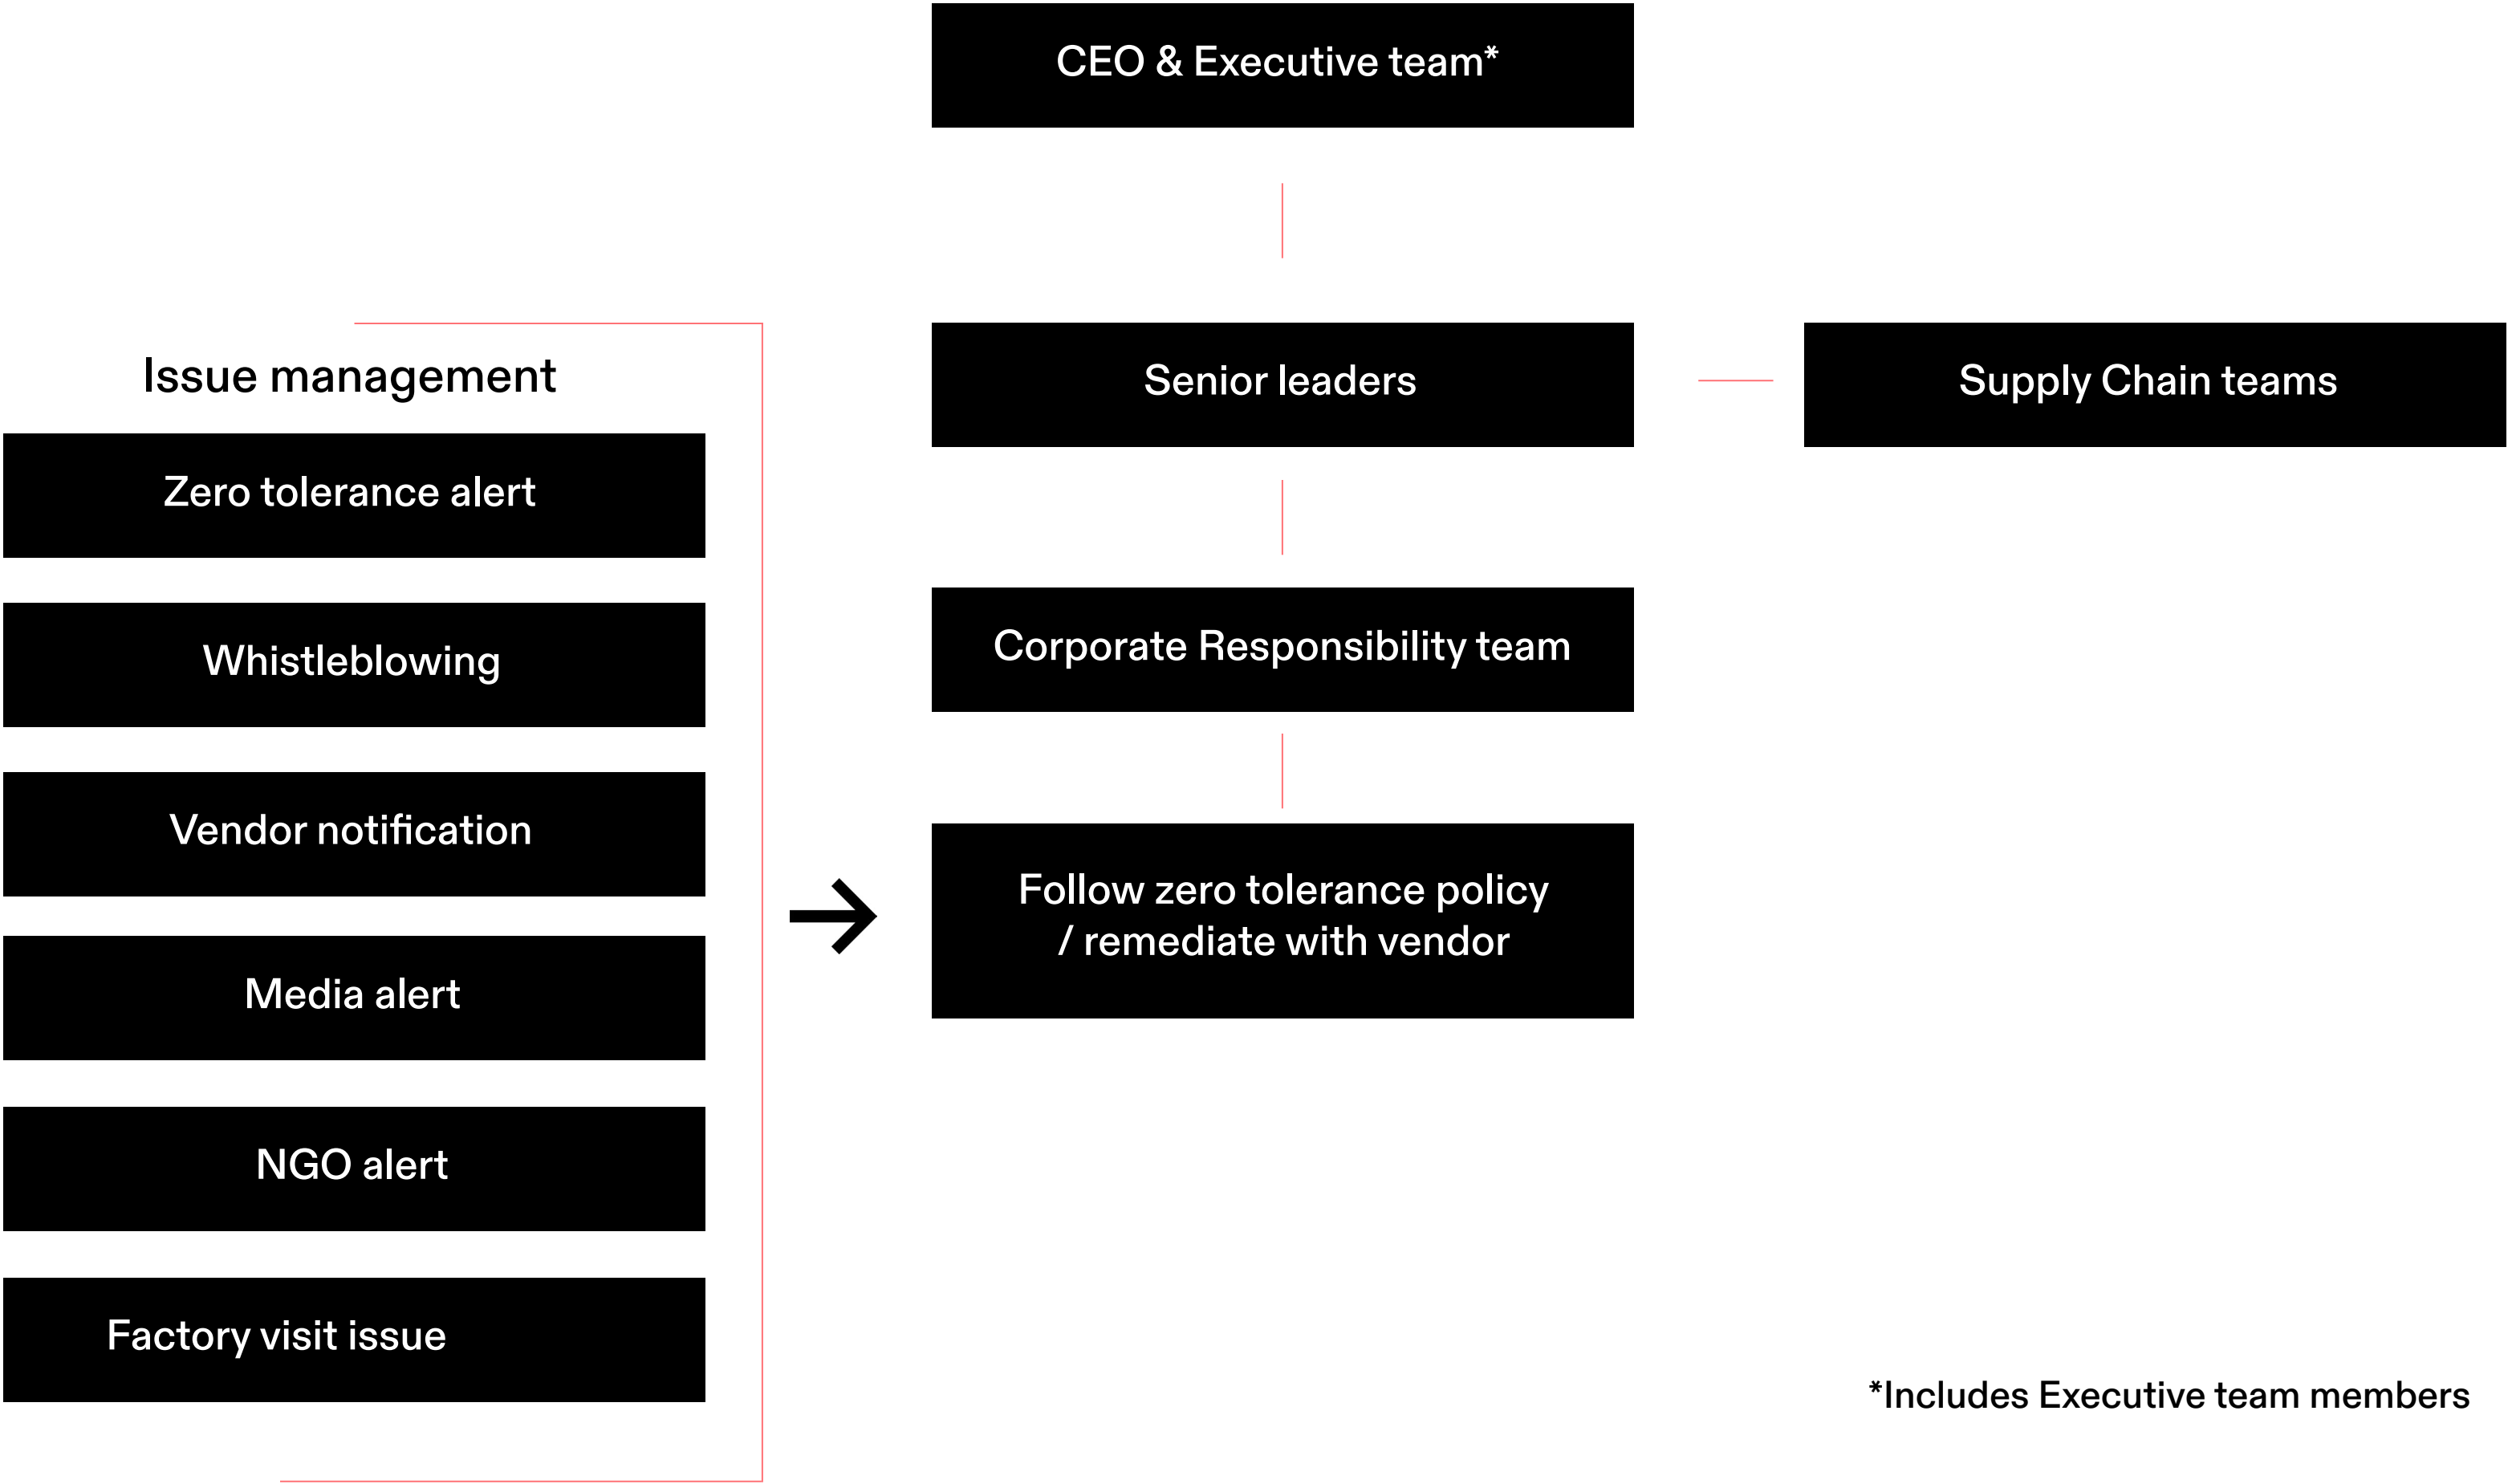 CEO & Executive team*
Senior leaders
Supply Chain teams
Issue management
Zero tolerance alert
Whistleblowing
Vendor notification
Media alert
NGO alert
Factory visit issue
Corporate Responsibility team
Follow zero tolerance policy
/ remediate with vendor
*Includes Executive team members